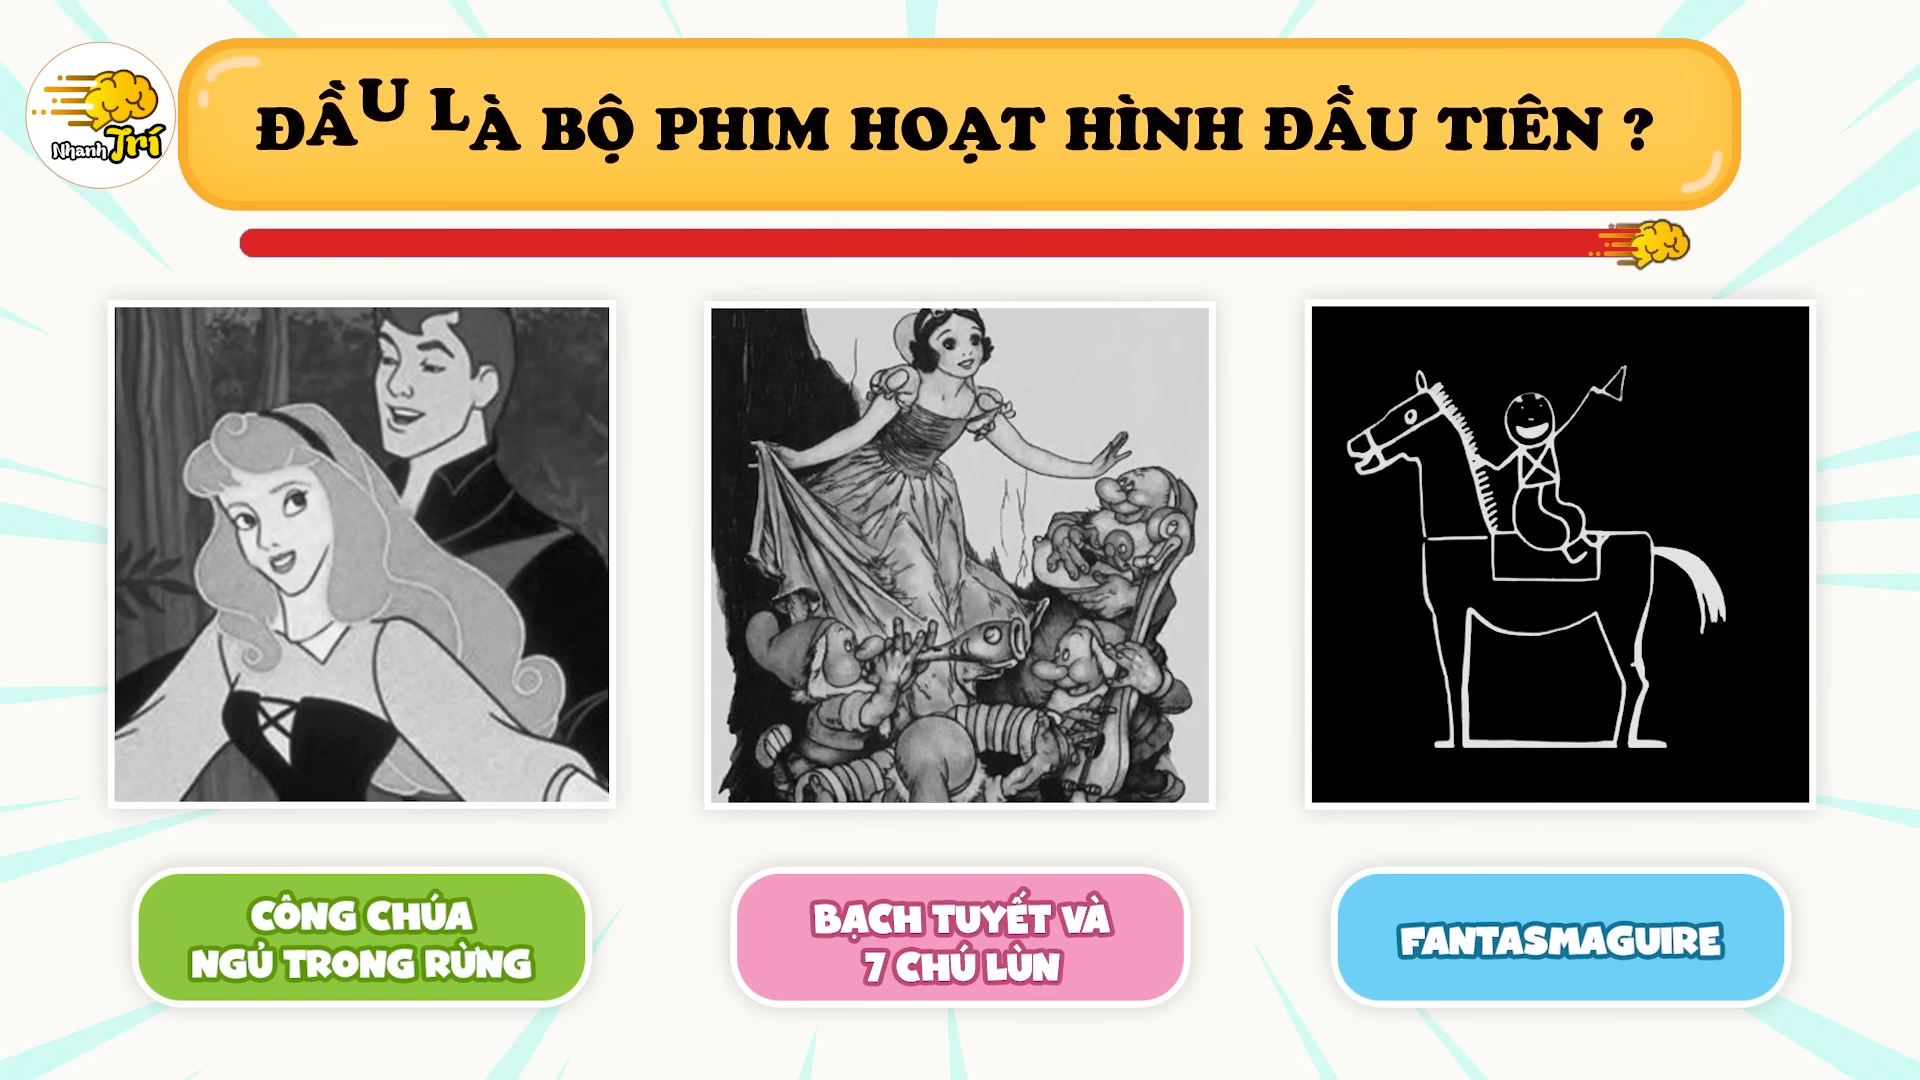 Nhanh Trí
ĐẦU LÀ BỘ PHIM HOẠT HÌNH ĐẦU TIÊN ?
CÔNG CHÚA
NGỦ TRONG RỪNG
BẠCH TUYẾT VÀ
7 CHÚ LÙN
FANTASMAGUIRE